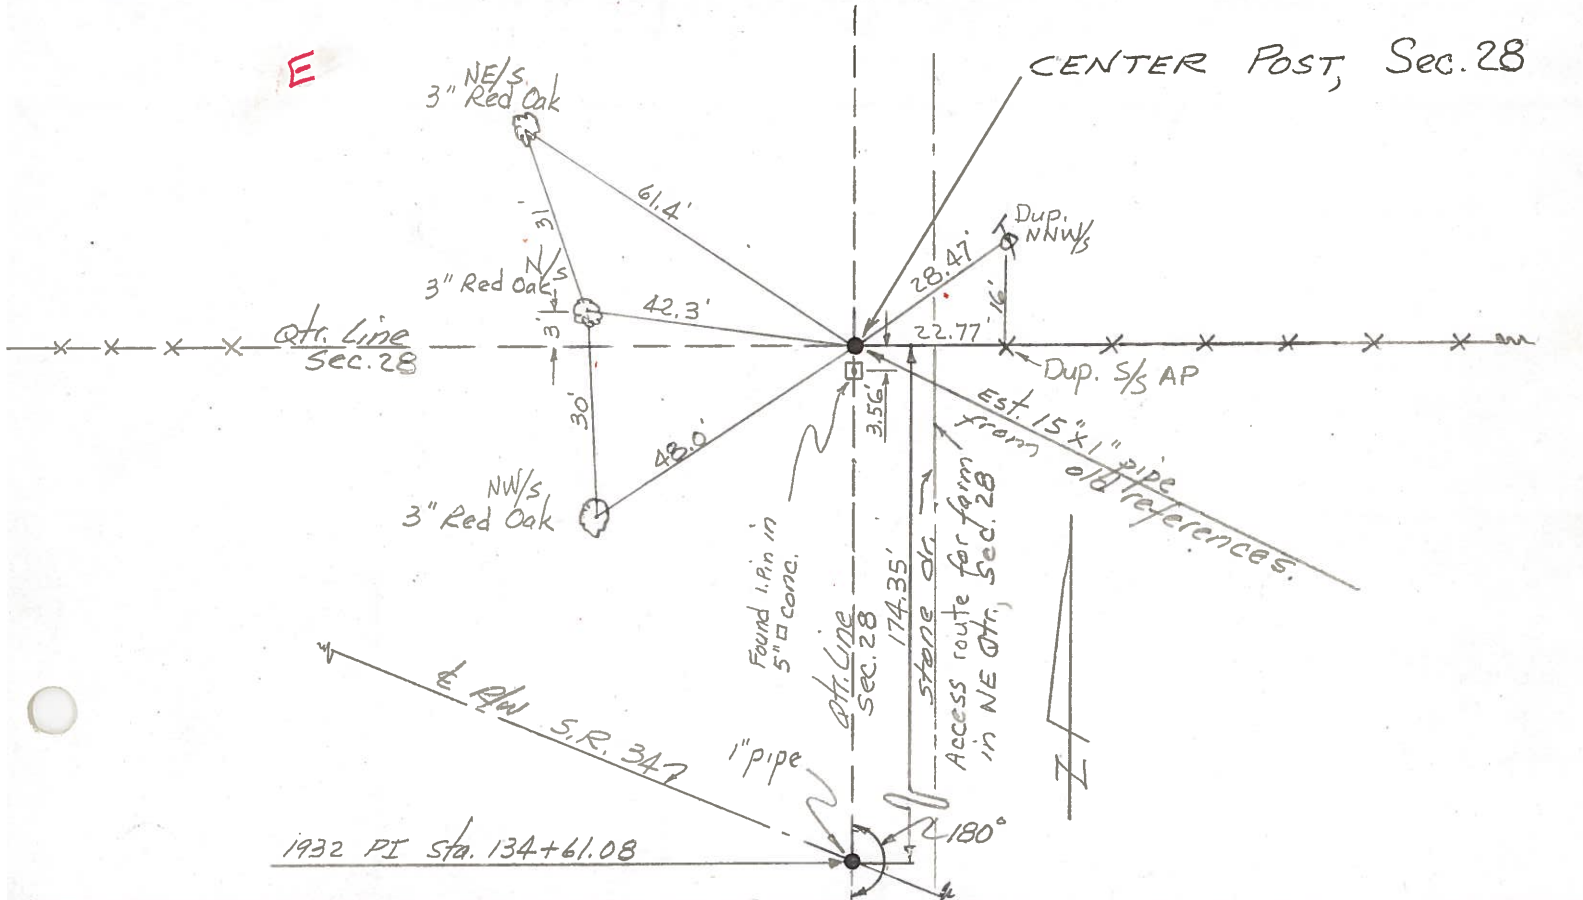 E
CENTER POST, Sec. 28
NE/S.
3" Red Oak
61.4'
31'
Dup.
NNW/s
28.47'
16'
N/S
3" Red Oak
42.3'
3'
22.77'
Qtr. Line
Sec. 28
Dup. S/S AP
3.56'
Est. 15"x1" pipe
from old references.
30'
48.0'
NW/S
3" Red Oak
Found I.Pin in
5"□ conc.
Qtr. Line
Sec. 28
174.35'
stone dr.
Access route for farm
in NE Qtr., Sec. 28
N
℄ R/W S.R. 347
1" pipe
180°
1932 PI Sta. 134+61.08